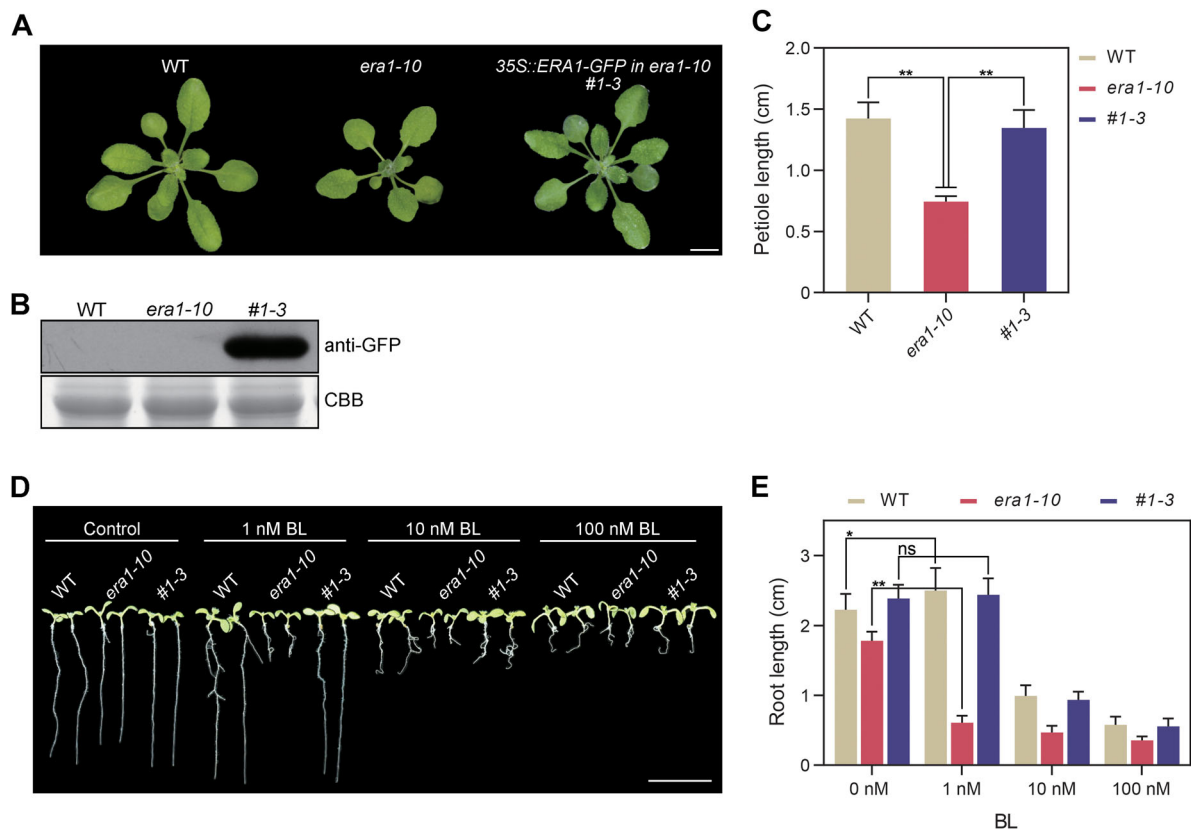 A
WT
era1-10
35S::ERA1-GFP in era1-10
#1-3
B
WT era1-10 #1-3
anti-GFP
CBB
C
2.0
1.5
1.0
0.5
0
Petiole length (cm)
** **
WT
era1-10
#1-3
WT
era1-10
#1-3
D
Control 1 nM BL 10 nM BL 100 nM BL
WT era1-10 #1-3 WT era1-10 #1-3 WT era1-10 #1-3 WT era1-10 #1-3
E
WT era1-10 #1-3
3
2
1
0
Root length (cm)
*
ns
**
0 nM 1 nM 10 nM 100 nM
BL